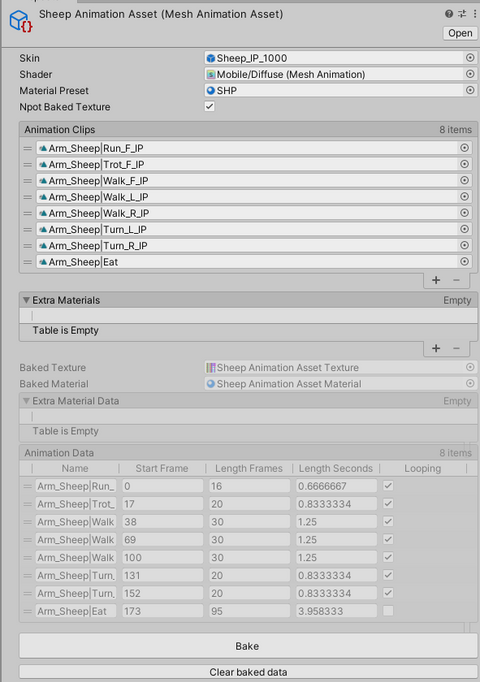 Sheep Animation Asset (Mesh Animation Asset)
Open
Skin Sheep_IP_1000
Shader Mobile/Diffuse (Mesh Animation)
Material Preset SHP
Npot Baked Texture
Animation Clips 8 items
Arm_Sheep|Run_F_IP
Arm_Sheep|Trot_F_IP
Arm_Sheep|Walk_F_IP
Arm_Sheep|Walk_L_IP
Arm_Sheep|Walk_R_IP
Arm_Sheep|Turn_L_IP
Arm_Sheep|Turn_R_IP
Arm_Sheep|Eat
+ −
Extra Materials Empty
Table is Empty
+ −
Baked Texture Sheep Animation Asset Texture
Baked Material Sheep Animation Asset Material
Extra Material Data Empty
Table is Empty
Animation Data 8 items
Name Start Frame Length Frames Length Seconds Looping
Arm_Sheep|Run_ 0 16 0.6666667
Arm_Sheep|Trot_ 17 20 0.8333334
Arm_Sheep|Walk 38 30 1.25
Arm_Sheep|Walk 69 30 1.25
Arm_Sheep|Walk 100 30 1.25
Arm_Sheep|Turn_ 131 20 0.8333334
Arm_Sheep|Turn_ 152 20 0.8333334
Arm_Sheep|Eat 173 95 3.958333
Bake
Clear baked data